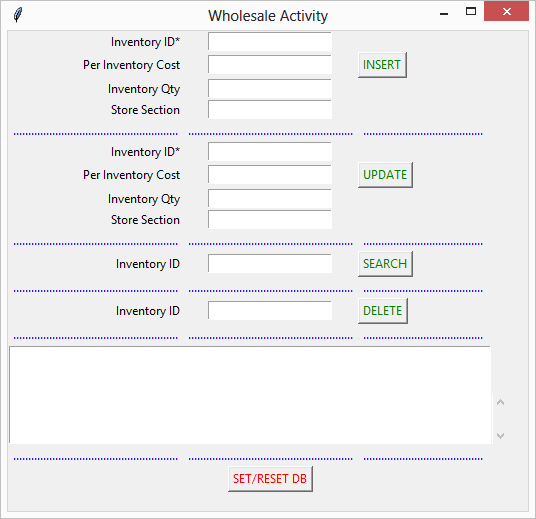 Wholesale Activity
Inventory ID*
Per Inventory Cost INSERT
Inventory Qty
Store Section
Inventory ID*
Per Inventory Cost UPDATE
Inventory Qty
Store Section
Inventory ID SEARCH
Inventory ID DELETE
SET/RESET DB